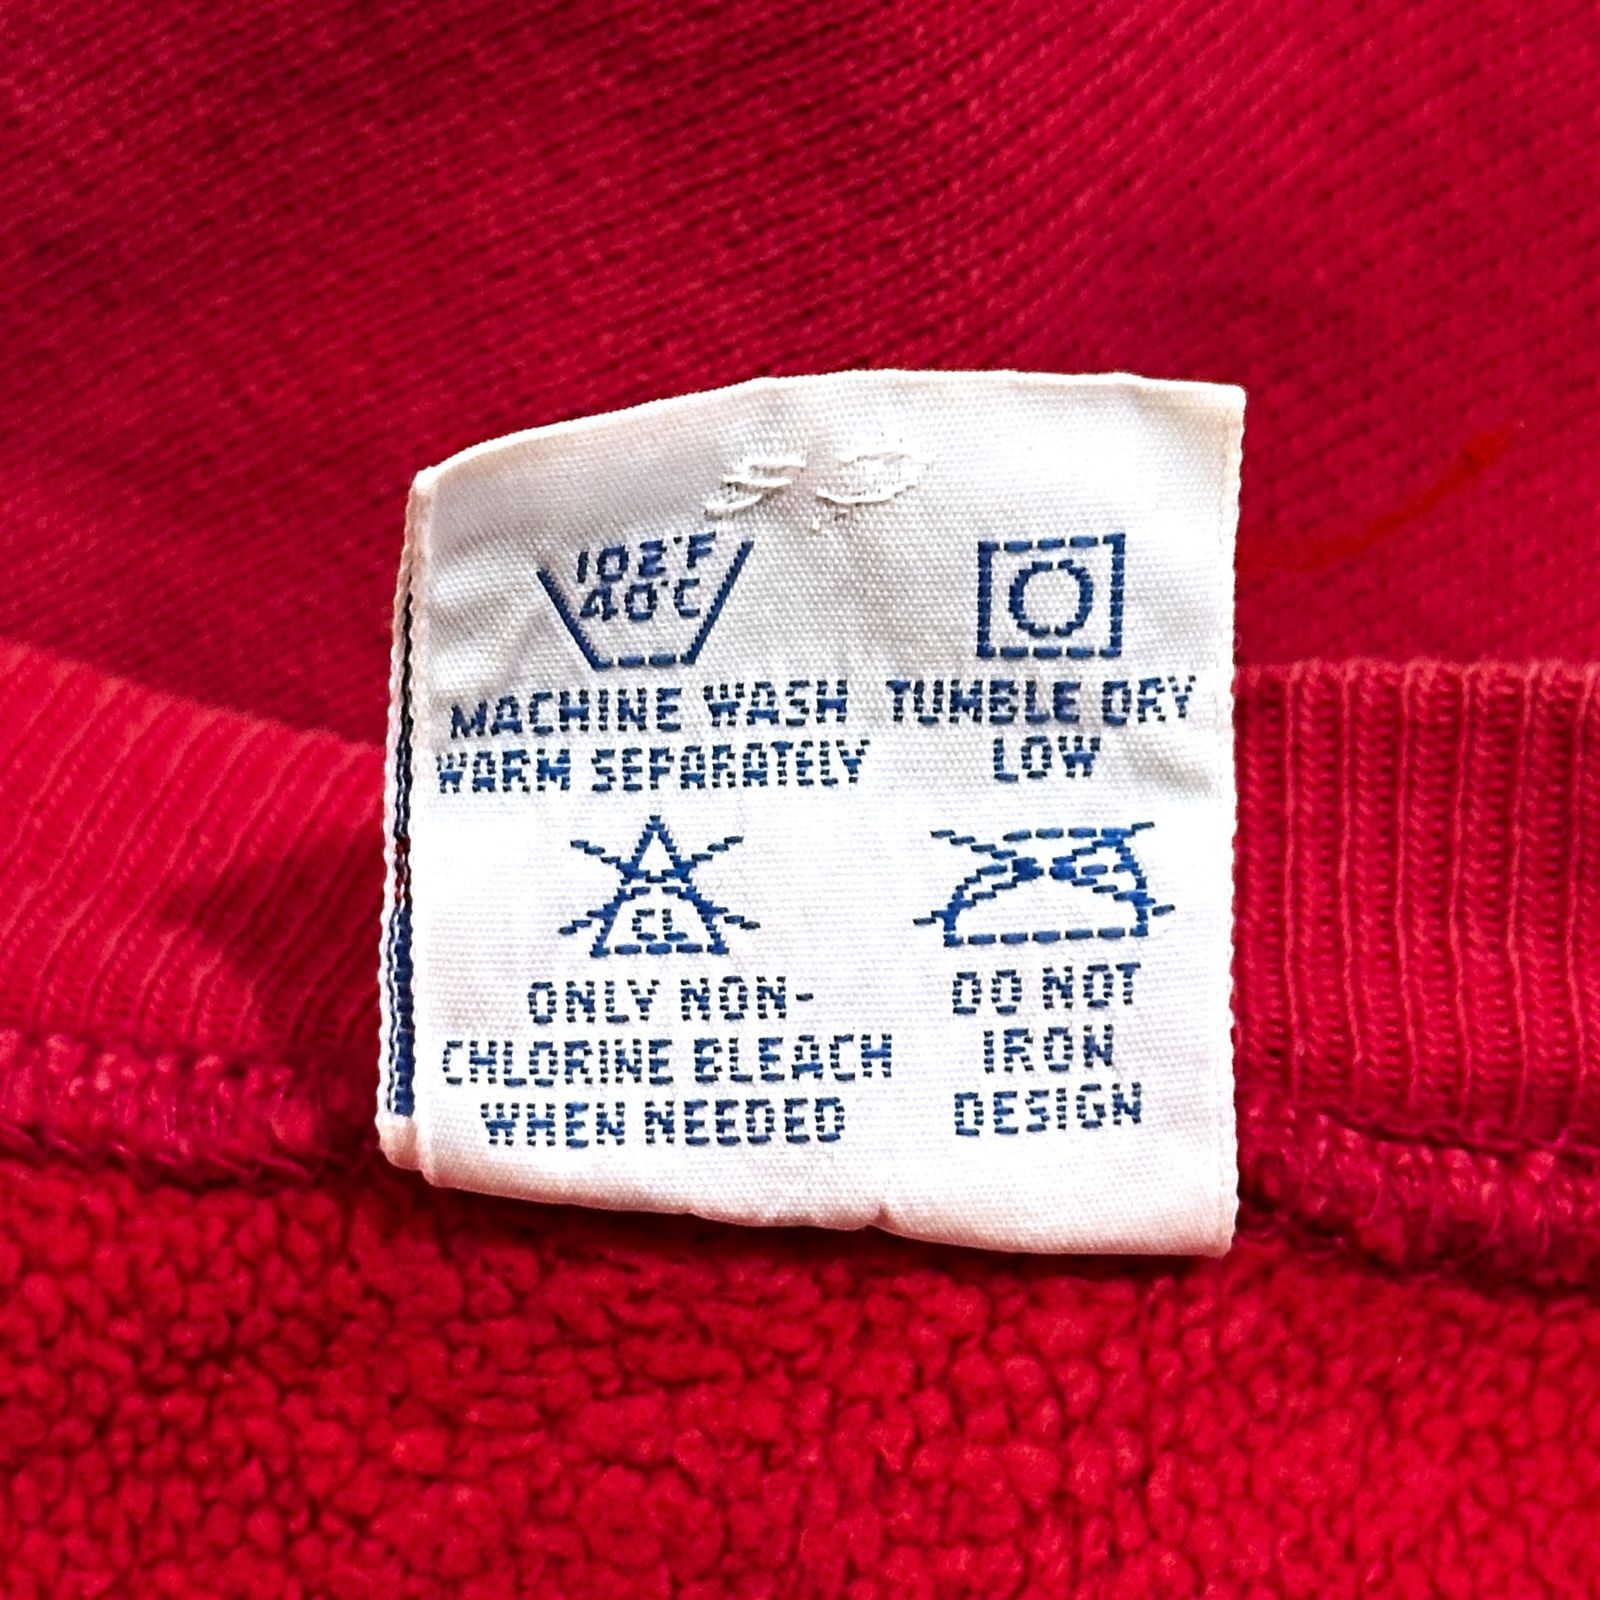 102°F
40°C
MACHINE WASH
WARM SEPARATELY
TUMBLE DRY
LOW
CL
ONLY NON-
CHLORINE BLEACH
WHEN NEEDED
DO NOT
IRON
DESIGN